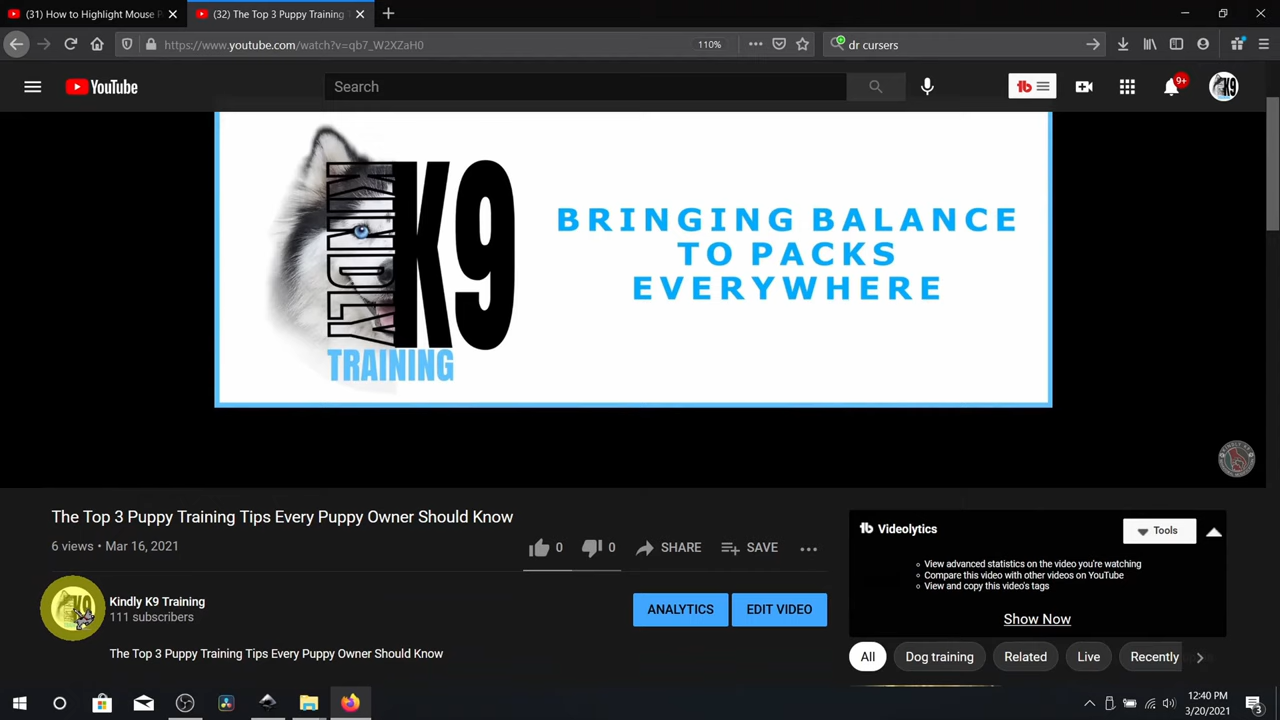 (31) How to Highlight Mouse P
(32) The Top 3 Puppy Training
https://www.youtube.com/watch?v=qb7_W2XZaH0
110%
dr cursers
YouTube
Search
tb
9+
KINDLY
K9
TRAINING
BRINGING BALANCE
TO PACKS
EVERYWHERE
The Top 3 Puppy Training Tips Every Puppy Owner Should Know
6 views • Mar 16, 2021
0
0
SHARE
SAVE
Kindly K9 Training
111 subscribers
ANALYTICS
EDIT VIDEO
The Top 3 Puppy Training Tips Every Puppy Owner Should Know
tb Videolytics
Tools
View advanced statistics on the video you're watching
Compare this video with other videos on YouTube
View and copy this video's tags
Show Now
All
Dog training
Related
Live
Recently
12:40 PM
3/20/2021
3